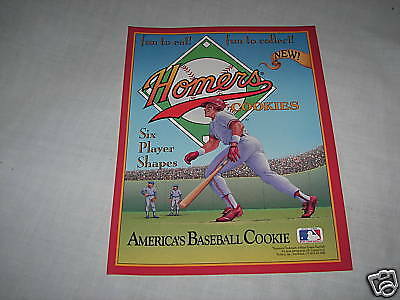 fun to eat! fun to collect!
NEW!
Homers
COOKIES
Six
Player
Shapes
AMERICA'S BASEBALL COOKIE